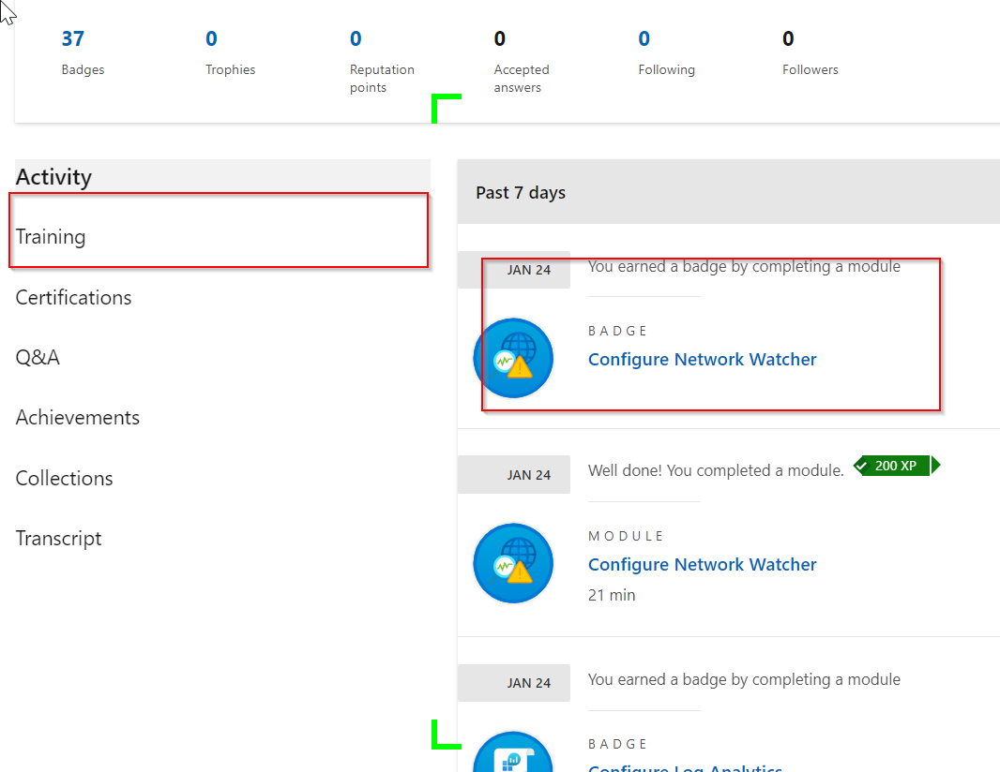 37
Badges
0
Trophies
0
Reputation
points
0
Accepted
answers
0
Following
0
Followers
Activity
Training
Certifications
Q&A
Achievements
Collections
Transcript
Past 7 days
JAN 24
You earned a badge by completing a module
BADGE
Configure Network Watcher
JAN 24
Well done! You completed a module.
200 XP
MODULE
Configure Network Watcher
21 min
JAN 24
You earned a badge by completing a module
BADGE
Configure Log Analytics